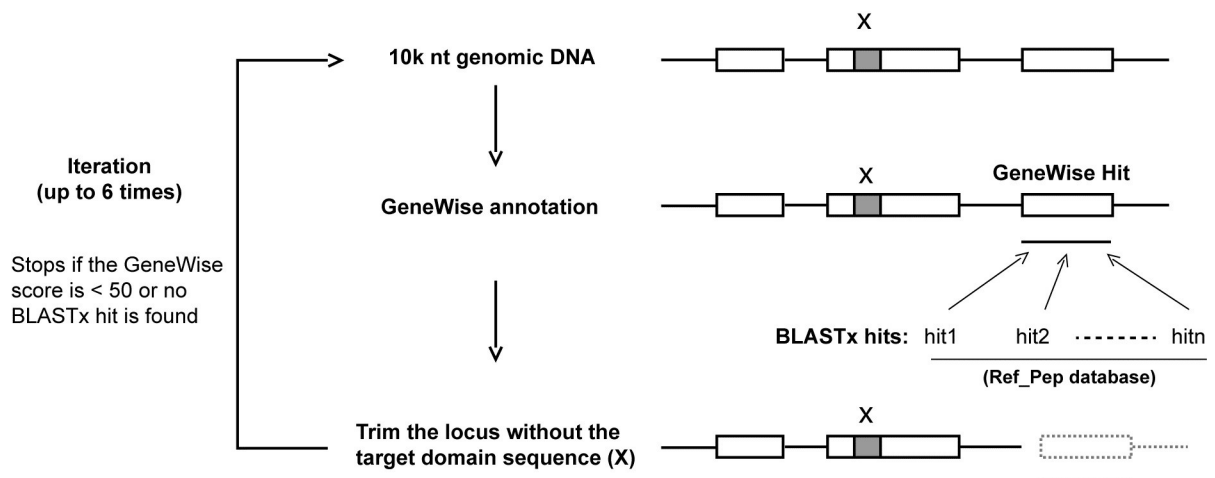 X
10k nt genomic DNA
Iteration
(up to 6 times)
X
GeneWise Hit
GeneWise annotation
Stops if the GeneWise
score is < 50 or no
BLASTx hit is found
BLASTx hits: hit1 hit2 hitn
(Ref_Pep database)
X
Trim the locus without the
target domain sequence (X)